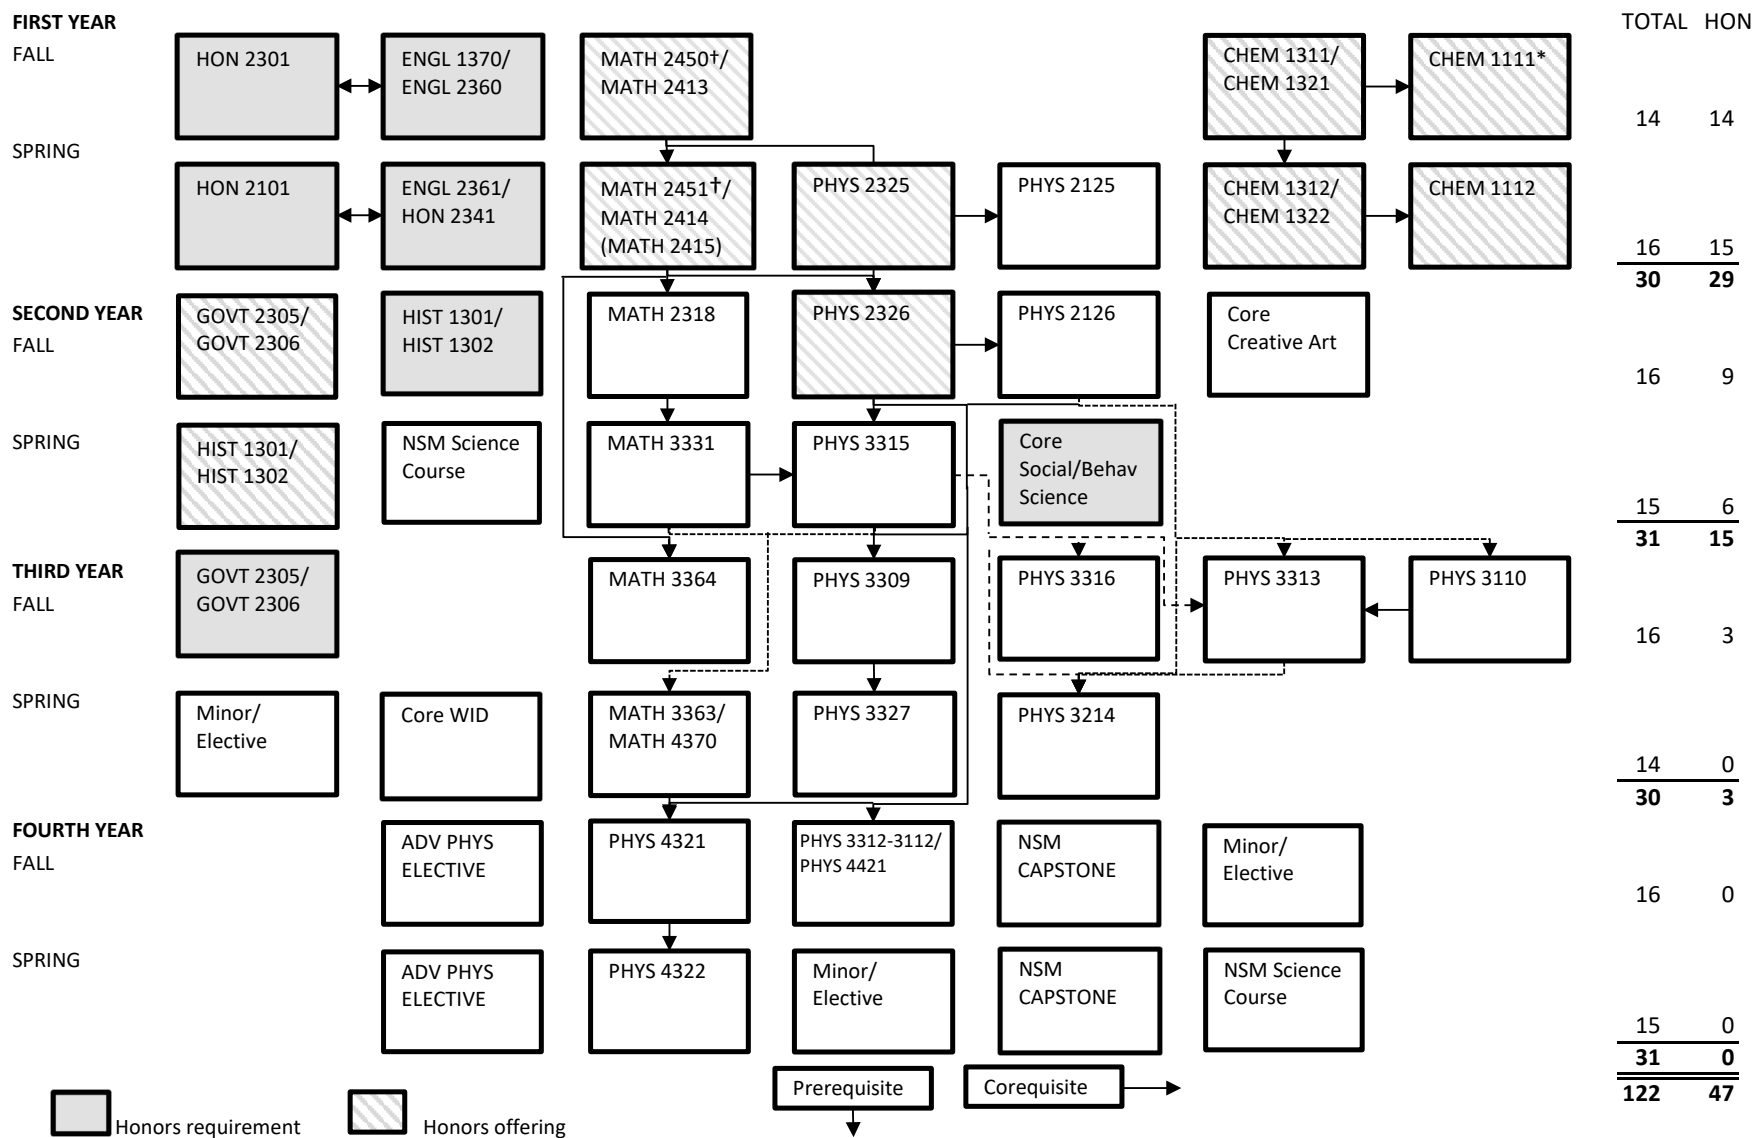 FIRST YEAR
TOTAL HON
FALL
HON 2301
ENGL 1370/
ENGL 2360
MATH 2450†/
MATH 2413
CHEM 1311/
CHEM 1321
CHEM 1111*
14 14
SPRING
HON 2101
ENGL 2361/
HON 2341
MATH 2451†/
MATH 2414
(MATH 2415)
PHYS 2325
PHYS 2125
CHEM 1312/
CHEM 1322
CHEM 1112
16 15
30 29
SECOND YEAR
FALL
GOVT 2305/
GOVT 2306
HIST 1301/
HIST 1302
MATH 2318
PHYS 2326
PHYS 2126
Core
Creative Art
16 9
SPRING
HIST 1301/
HIST 1302
NSM Science
Course
MATH 3331
PHYS 3315
Core
Social/Behav
Science
15 6
31 15
THIRD YEAR
FALL
GOVT 2305/
GOVT 2306
MATH 3364
PHYS 3309
PHYS 3316
PHYS 3313
PHYS 3110
16 3
SPRING
Minor/
Elective
Core WID
MATH 3363/
MATH 4370
PHYS 3327
PHYS 3214
14 0
30 3
FOURTH YEAR
FALL
ADV PHYS
ELECTIVE
PHYS 4321
PHYS 3312-3112/
PHYS 4421
NSM
CAPSTONE
Minor/
Elective
16 0
SPRING
ADV PHYS
ELECTIVE
PHYS 4322
Minor/
Elective
NSM
CAPSTONE
NSM Science
Course
15 0
31 0
122 47
Prerequisite
Corequisite
Honors requirement
Honors offering